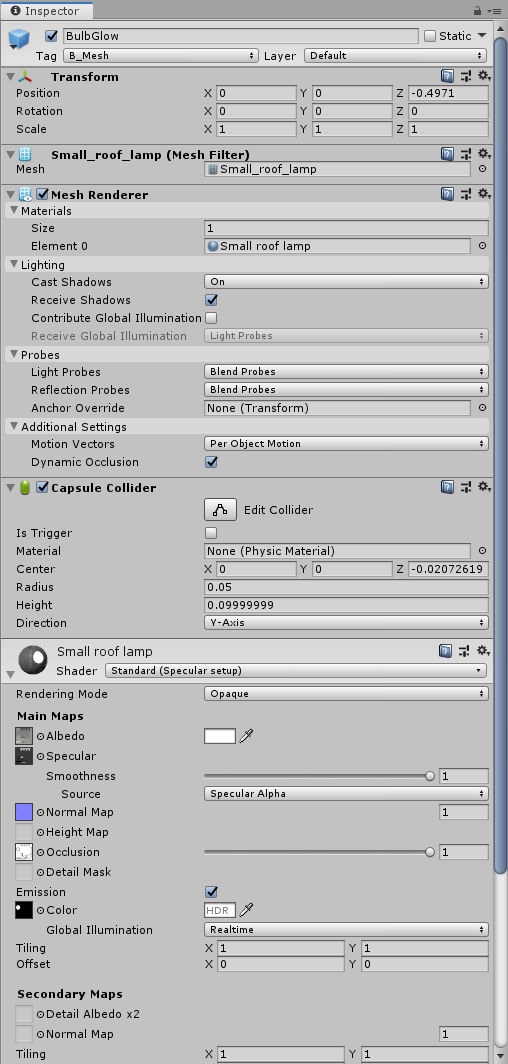 Inspector
BulbGlow Static
Tag B_Mesh Layer Default
Transform
Position X 0 Y 0 Z -0.4971
Rotation X 0 Y 0 Z 0
Scale X 1 Y 1 Z 1
Small_roof_lamp (Mesh Filter)
Mesh Small_roof_lamp
Mesh Renderer
Materials
Size 1
Element 0 Small roof lamp
Lighting
Cast Shadows On
Receive Shadows
Contribute Global Illumination
Receive Global Illumination Light Probes
Probes
Light Probes Blend Probes
Reflection Probes Blend Probes
Anchor Override None (Transform)
Additional Settings
Motion Vectors Per Object Motion
Dynamic Occlusion
Capsule Collider
Edit Collider
Is Trigger
Material None (Physic Material)
Center X 0 Y 0 Z -0.02072619
Radius 0.05
Height 0.09999999
Direction Y-Axis
Small roof lamp
Shader Standard (Specular setup)
Rendering Mode Opaque
Main Maps
Albedo
Specular
Smoothness 1
Source Specular Alpha
Normal Map 1
Height Map
Occlusion 1
Detail Mask
Emission
Color HDR
Global Illumination Realtime
Tiling X 1 Y 1
Offset X 0 Y 0
Secondary Maps
Detail Albedo x2
Normal Map 1
Tiling X 1 Y 1